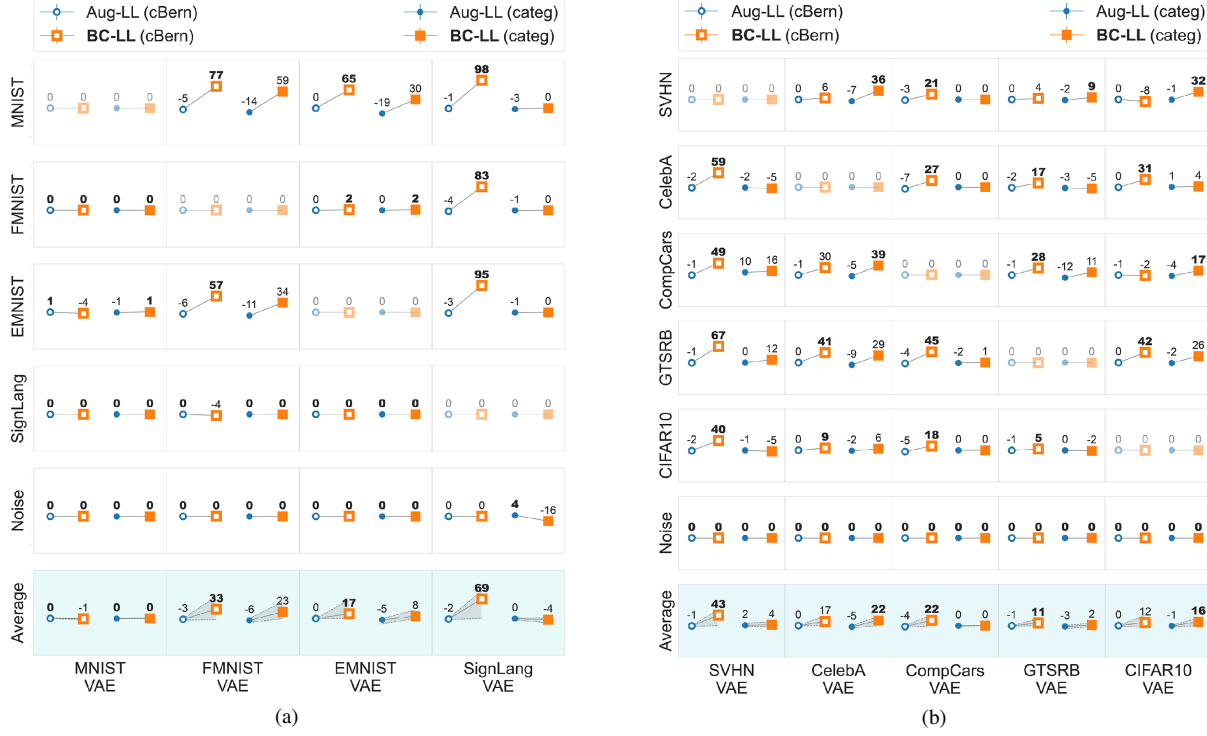 Aug-LL (cBern) Aug-LL (categ)
BC-LL (cBern) BC-LL (categ)
MNIST
0 0 0 0 -5 77 -14 59 0 65 -19 30 -1 98 -3 0
FMNIST
0 0 0 0 0 0 0 0 0 2 0 2 -4 83 -1 0
EMNIST
1 -4 -1 1 -6 57 -11 34 0 0 0 0 -3 95 -1 0
SignLang
0 0 0 0 0 -4 0 0 0 0 0 0 0 0 0 0
Noise
0 0 0 0 0 0 0 0 0 0 0 0 0 0 4 -16
Average
0 -1 0 0 -3 33 -6 23 0 17 -5 8 -2 69 0 -4
MNIST FMNIST EMNIST SignLang
VAE VAE VAE VAE
(a)
Aug-LL (cBern) Aug-LL (categ)
BC-LL (cBern) BC-LL (categ)
SVHN
0 0 0 0 0 6 -7 36 -3 21 0 0 0 4 -2 9 0 -8 -1 32
CelebA
-2 59 -2 -5 0 0 0 0 -7 27 0 0 -2 17 -3 -5 0 31 1 4
CompCars
-1 49 10 16 -1 30 -5 39 0 0 0 0 -1 28 -12 11 -1 -2 -4 17
GTSRB
-1 67 0 12 0 41 -9 29 -4 45 -2 1 0 0 0 0 0 42 -2 26
CIFAR10
-2 40 -1 -5 0 9 -2 6 -5 18 0 0 -1 5 0 -2 0 0 0 0
Noise
0 0 0 0 0 0 0 0 0 0 0 0 0 0 0 0 0 0 0 0
Average
-1 43 2 4 0 17 -5 22 -4 22 0 0 -1 11 -3 2 0 12 -1 16
SVHN CelebA CompCars GTSRB CIFAR10
VAE VAE VAE VAE VAE
(b)